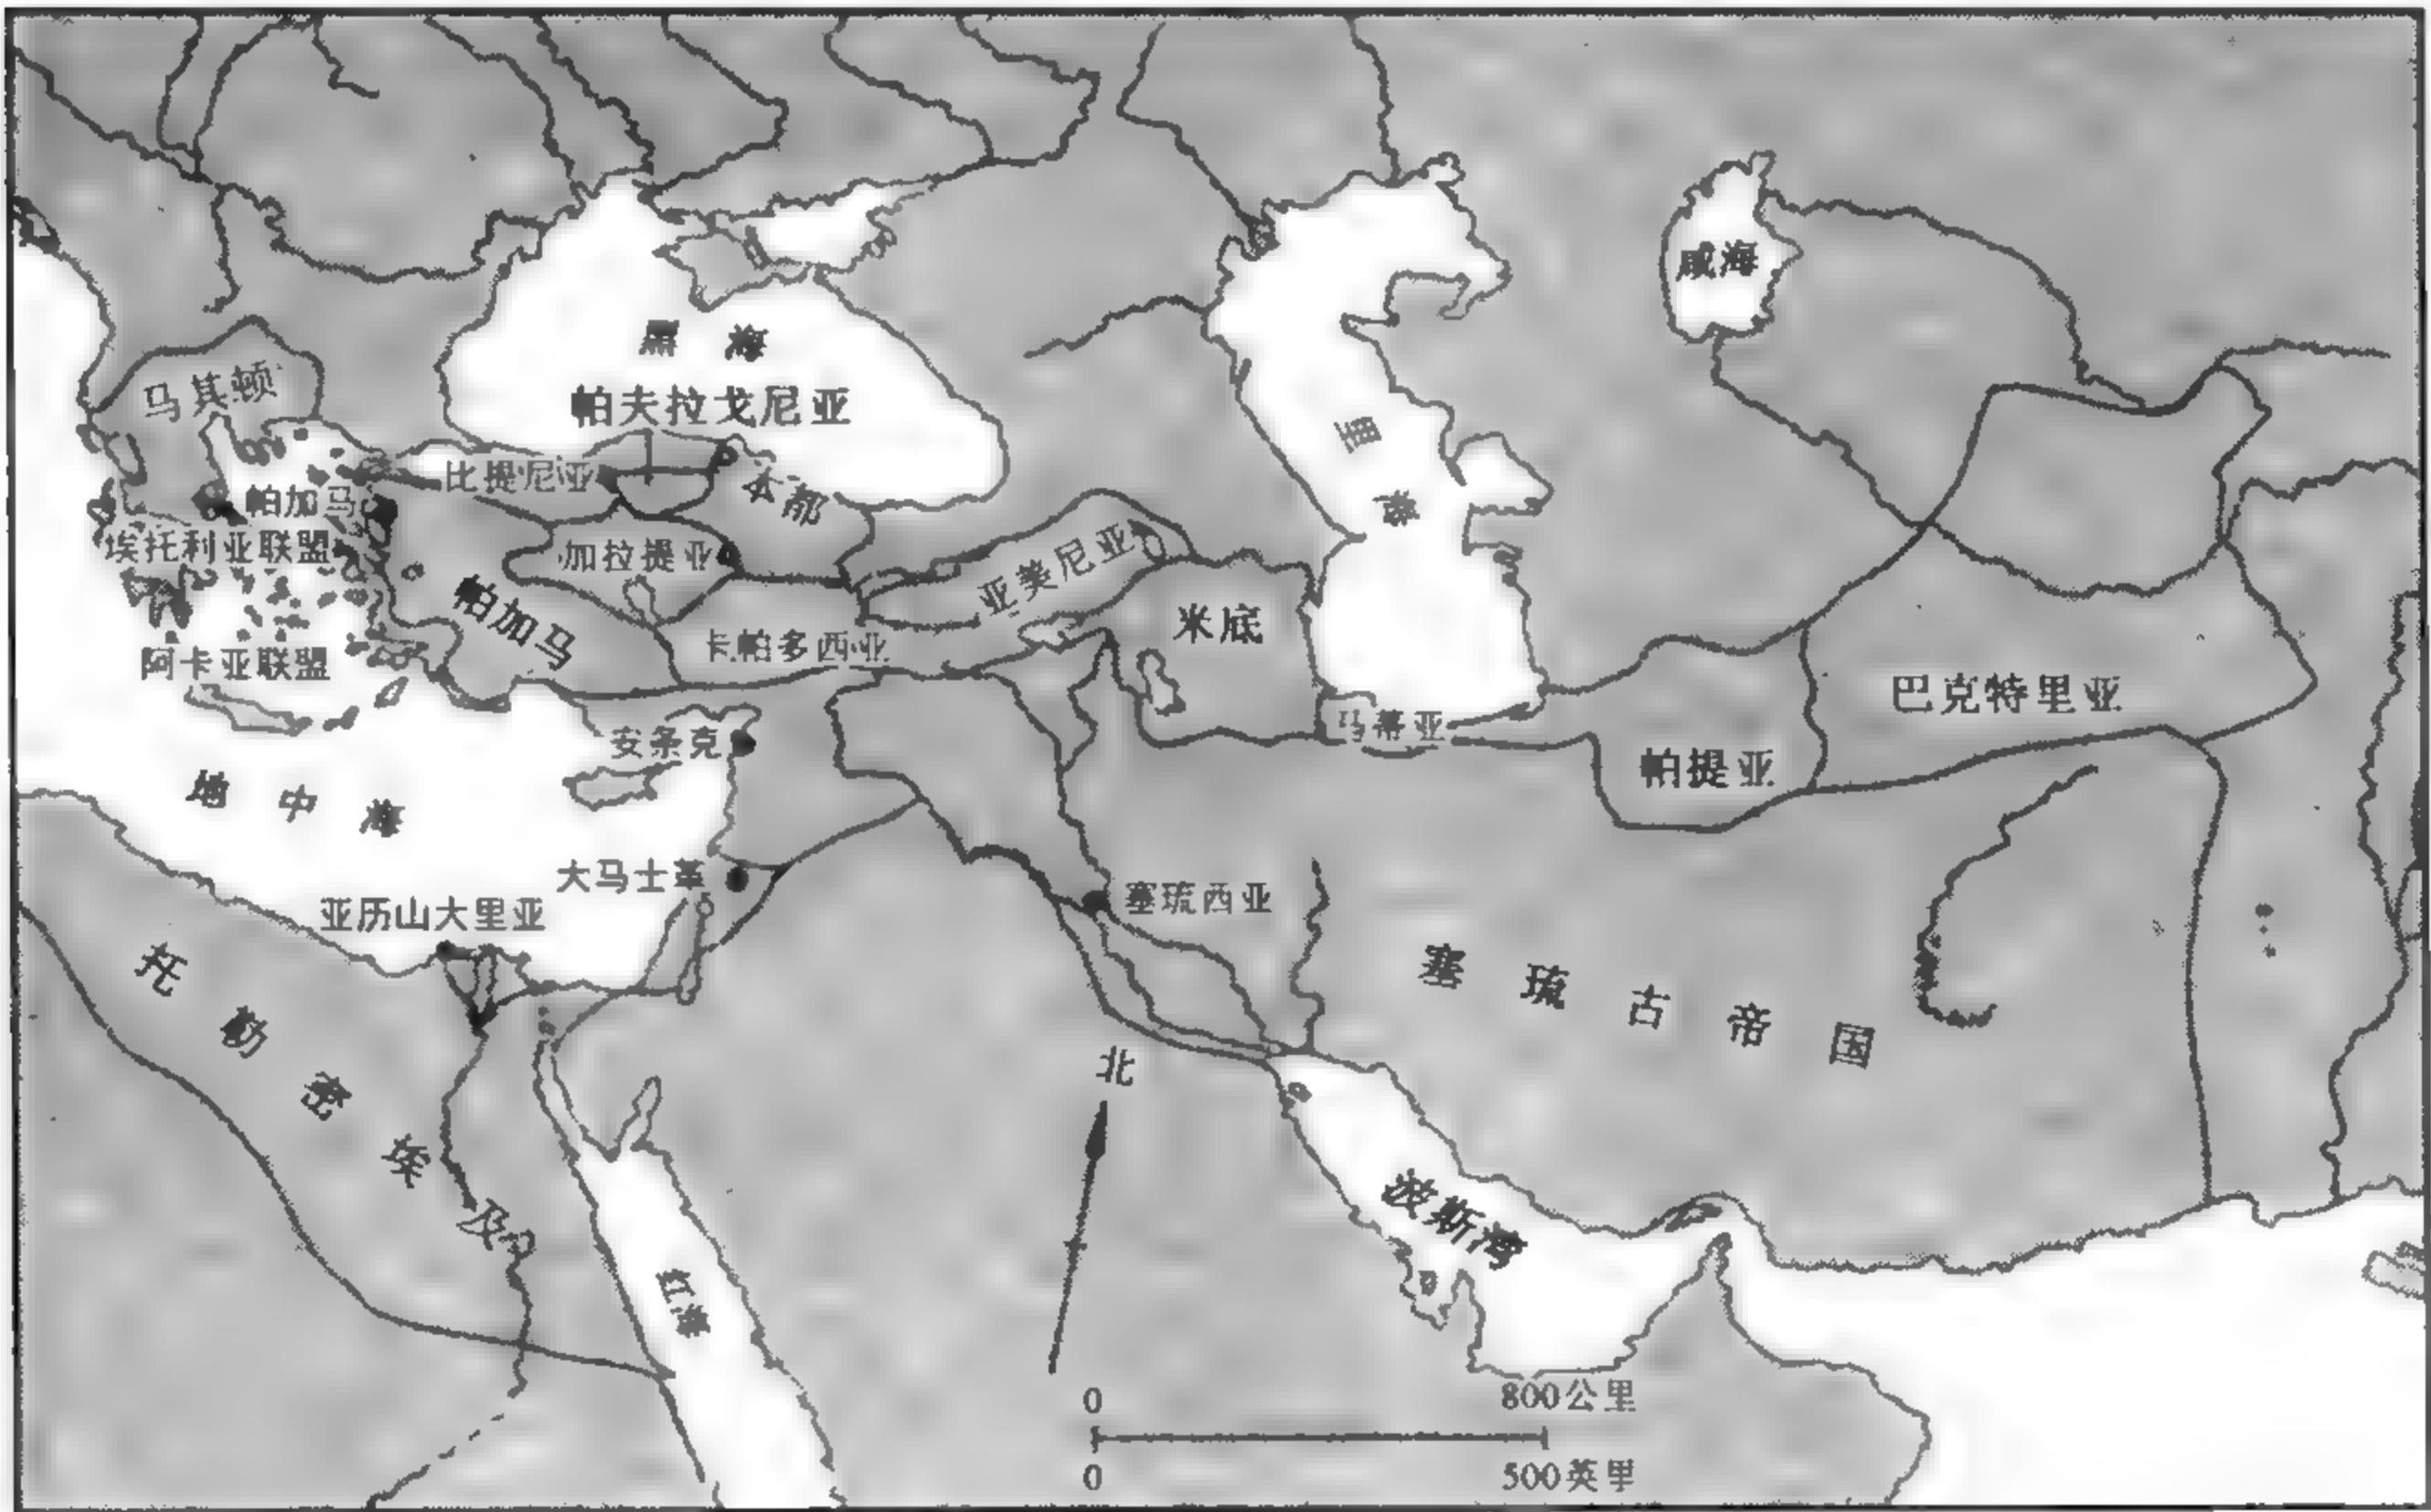 咸海
黑海
马其顿
帕夫拉戈尼亚
里海
比提尼亚
本都
帕加马
埃托利亚联盟
加拉提亚
亚美尼亚
帕加马
米底
卡帕多西亚
阿卡亚联盟
巴克特里亚
安条克
马蒂亚
帕提亚
地中海
大马士革
塞琉西亚
亚历山大里亚
托勒密埃及
塞琉古帝国
北
波斯湾
红海
0 800公里
0 500英里